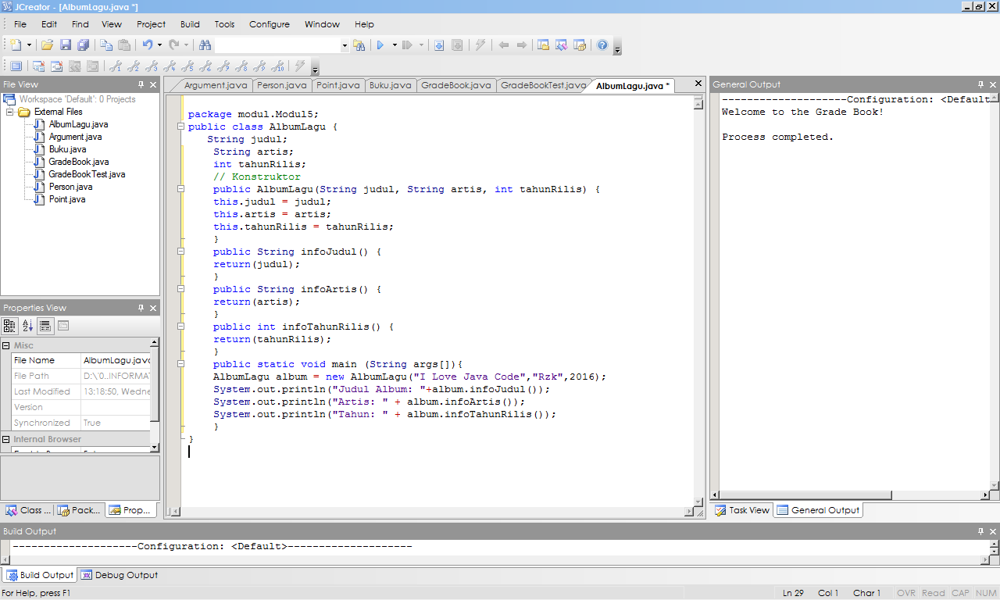 JCreator - [AlbumLagu.java *]
File Edit Find View Project Build Tools Configure Window Help
File View
Workspace 'Default': 0 Projects
External Files
AlbumLagu.java
Argument.java
Buku.java
GradeBook.java
GradeBookTest.java
Person.java
Point.java
Properties View
Misc
File Name AlbumLagu.java
File Path D:\'0..INFORMAT
Last Modified 13:18:50, Wedne
Version
Synchronized True
Internal Browser
Class ... Pack... Prop...
Argument.java Person.java Point.java Buku.java GradeBook.java GradeBookTest.java AlbumLagu.java *
package modul.Modul5;
public class AlbumLagu {
String judul;
String artis;
int tahunRilis;
// Konstruktor
public AlbumLagu(String judul, String artis, int tahunRilis) {
this.judul = judul;
this.artis = artis;
this.tahunRilis = tahunRilis;
}
public String infoJudul() {
return(judul);
}
public String infoArtis() {
return(artis);
}
public int infoTahunRilis() {
return(tahunRilis);
}
public static void main (String args[]){
AlbumLagu album = new AlbumLagu("I Love Java Code","Rzk",2016);
System.out.println("Judul Album: "+album.infoJudul());
System.out.println("Artis: " + album.infoArtis());
System.out.println("Tahun: " + album.infoTahunRilis());
}
}
General Output
--------------------Configuration: <Default
Welcome to the Grade Book!
Process completed.
Task View General Output
Build Output
--------------------Configuration: <Default>--------------------
Build Output Debug Output
For Help, press F1
Ln 29 Col 1 Char 1 OVR Read CAP NUM